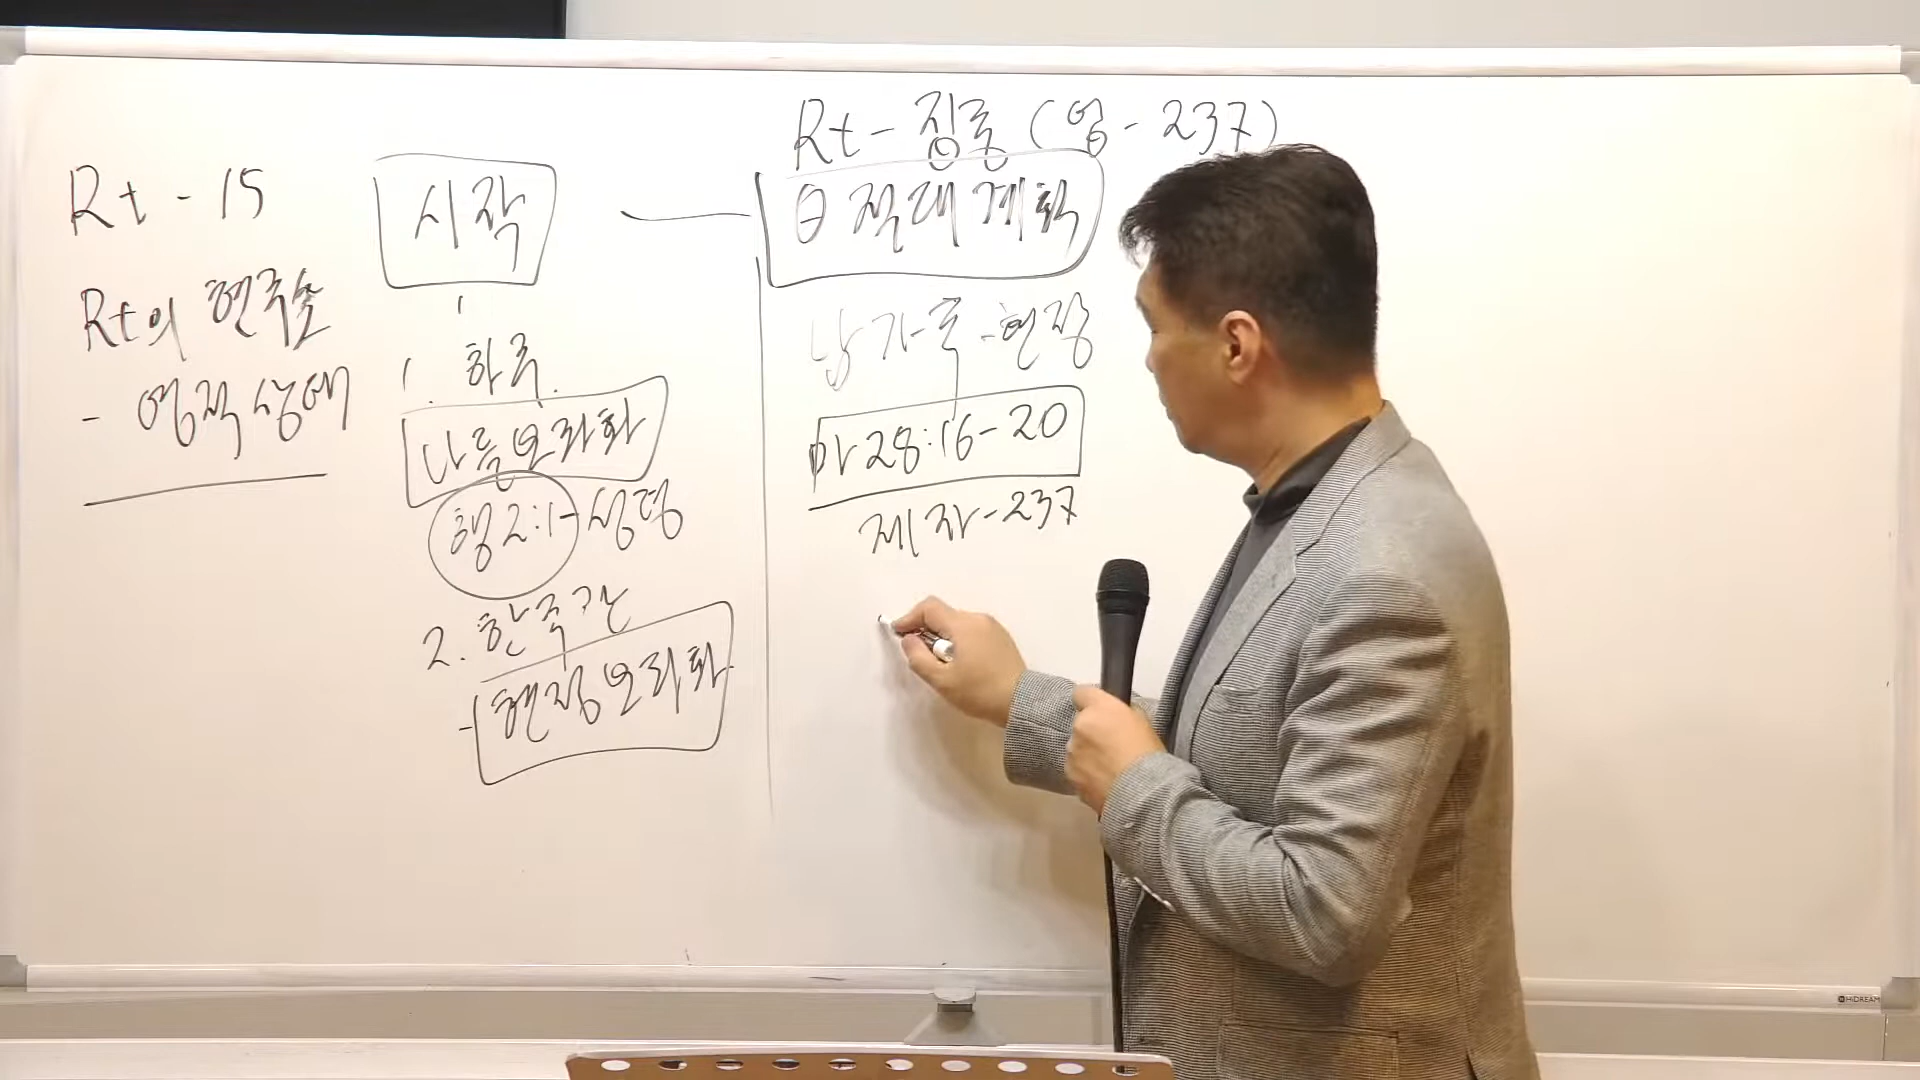 Rt - 15
Rt의 현주소
- 영적상태
시작
1. 하루.
나를 오직화
행2:1- 성령
2. 한주간
- 현장오직화
Rt - 집중 (영 - 237)
θ 절대계획
남가주 - 현장
마28:16-20
제자 - 237
HiDREAM